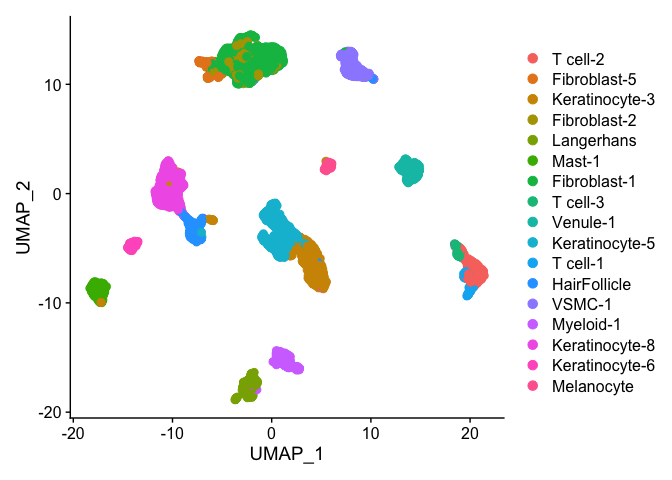 UMAP_2
10
0
-10
-20
-20
-10
0
10
20
UMAP_1
T cell-2
Fibroblast-5
Keratinocyte-3
Fibroblast-2
Langerhans
Mast-1
Fibroblast-1
T cell-3
Venule-1
Keratinocyte-5
T cell-1
HairFollicle
VSMC-1
Myeloid-1
Keratinocyte-8
Keratinocyte-6
Melanocyte